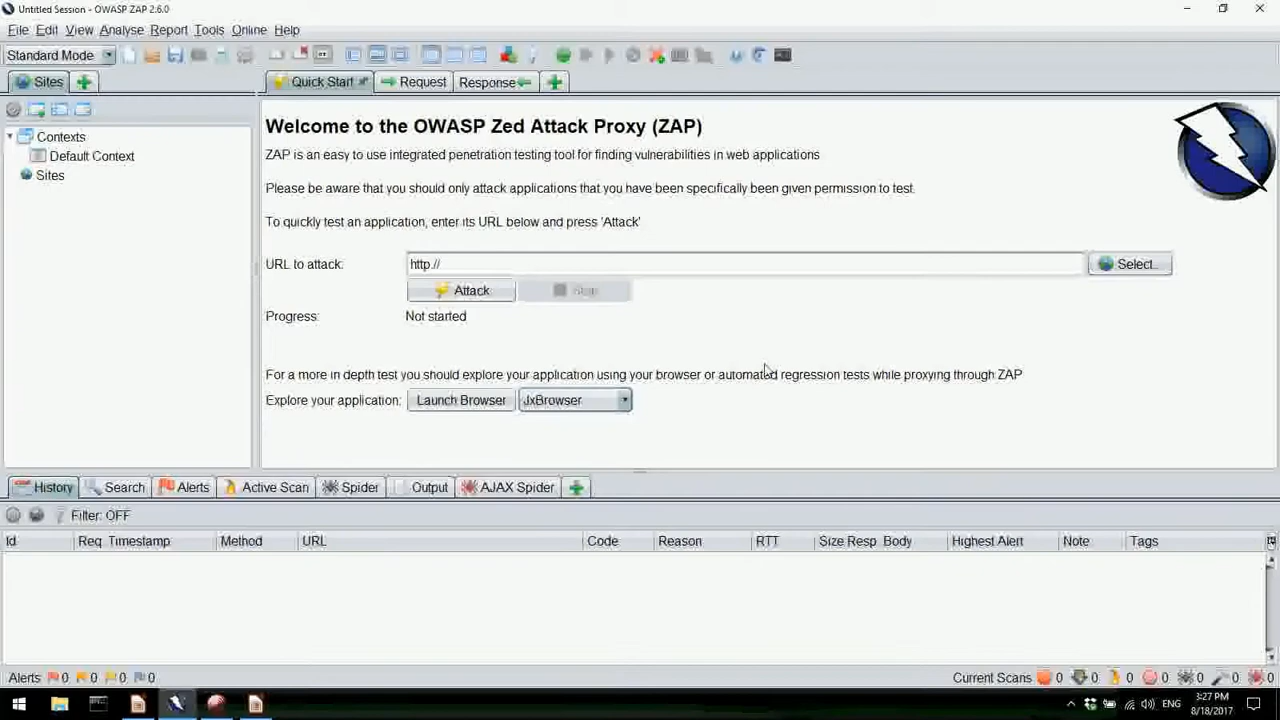 Untitled Session - OWASP ZAP 2.6.0
File Edit View Analyse Report Tools Online Help
Standard Mode
Sites
Quick Start Request Response
Contexts
Default Context
Sites
Welcome to the OWASP Zed Attack Proxy (ZAP)
ZAP is an easy to use integrated penetration testing tool for finding vulnerabilities in web applications
Please be aware that you should only attack applications that you have been specifically been given permission to test.
To quickly test an application, enter its URL below and press 'Attack'
URL to attack: http:// Select...
Attack Stop
Progress: Not started
For a more in depth test you should explore your application using your browser or automated regression tests while proxying through ZAP
Explore your application: Launch Browser JxBrowser
History Search Alerts Active Scan Spider Output AJAX Spider
Filter: OFF
Id Req. Timestamp Method URL Code Reason RTT Size Resp. Body Highest Alert Note Tags
Alerts 0 0 0 0 Current Scans 0 0 0 0 0 0 0
ENG 3:27 PM
8/18/2017